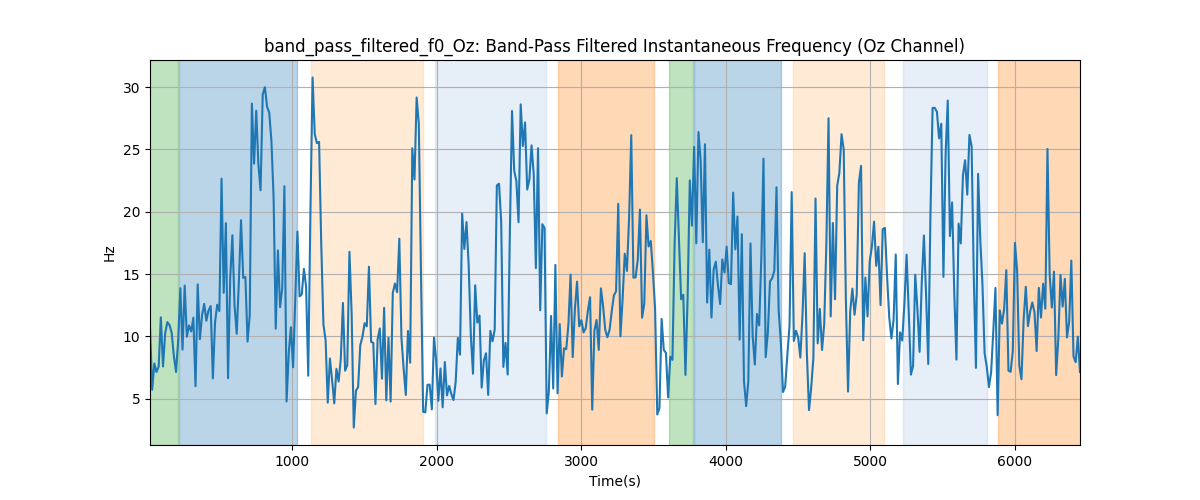 band_pass_filtered_f0_Oz: Band-Pass Filtered Instantaneous Frequency (Oz Channel)
30
25
20
15
10
5
Hz
1000 2000 3000 4000 5000 6000
Time(s)